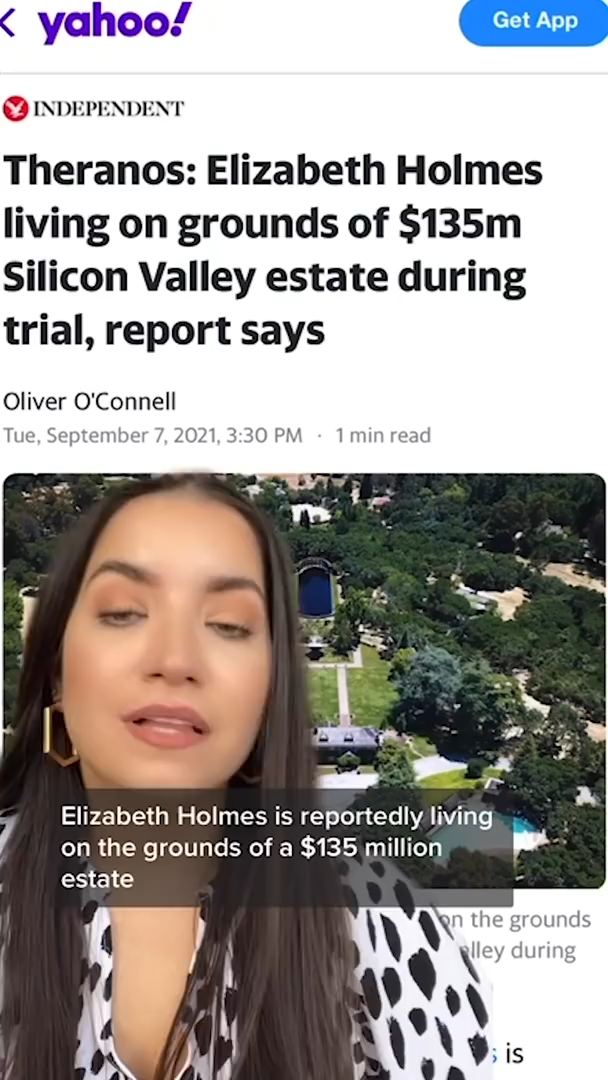 yahoo!
Get App
INDEPENDENT
Theranos: Elizabeth Holmes
living on grounds of $135m
Silicon Valley estate during
trial, report says
Oliver O'Connell
Tue, September 7, 2021, 3:30 PM · 1 min read
Elizabeth Holmes is reportedly living
on the grounds of a $135 million
estate
on the grounds
during
is